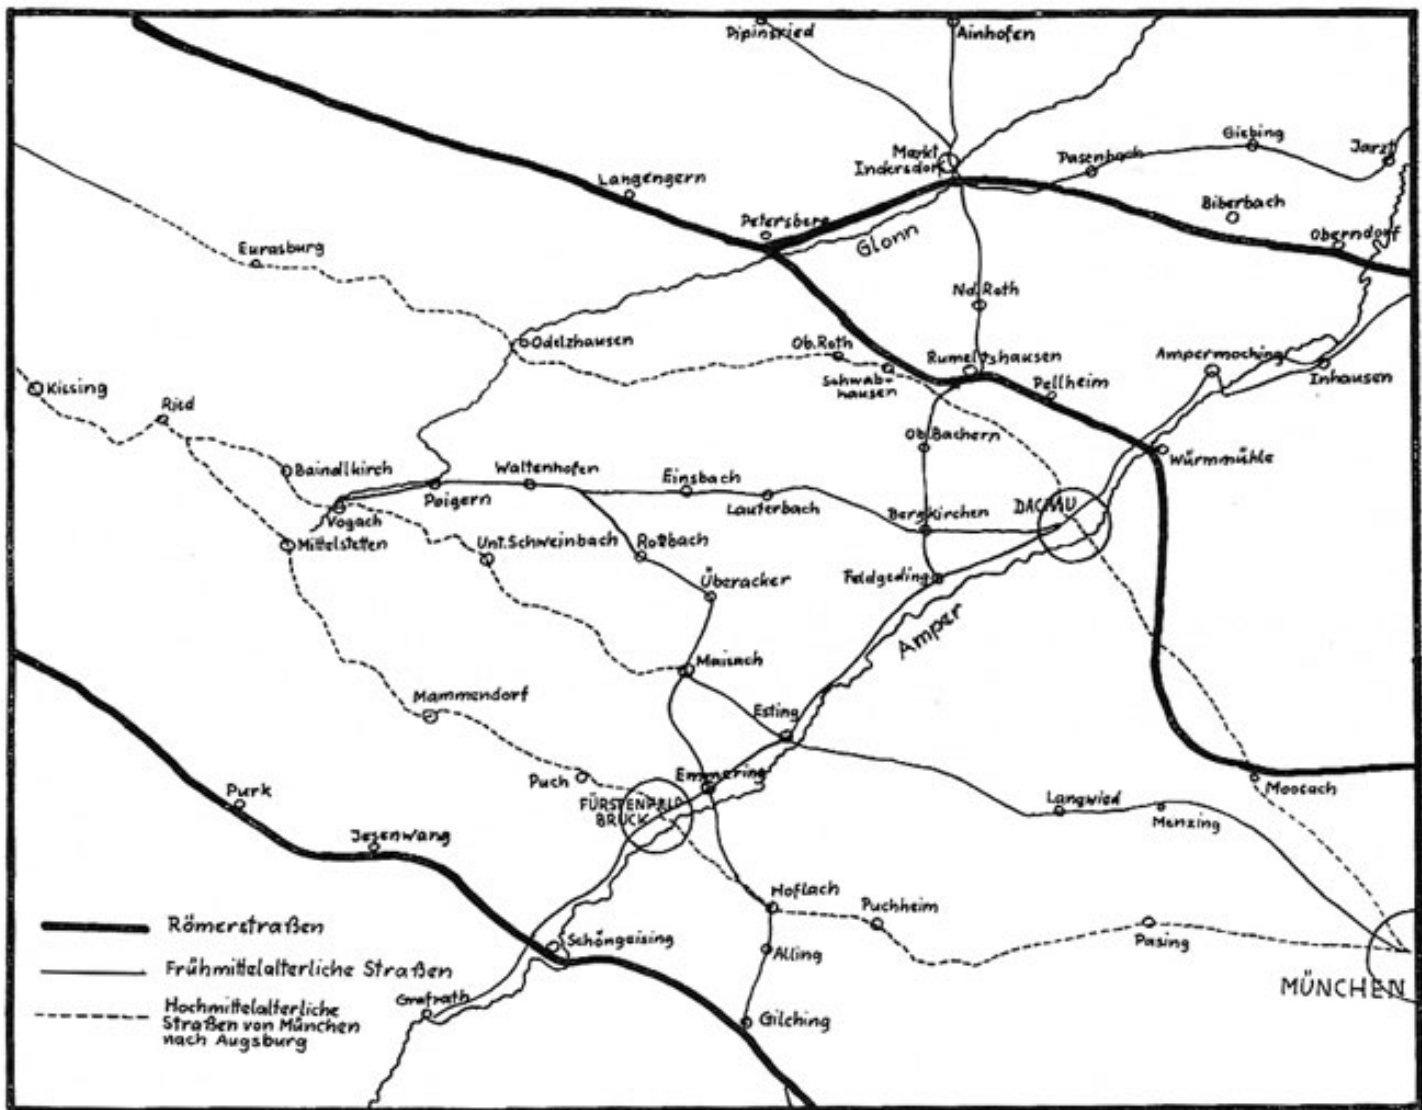 Pipinsried
Ainhofen
Giebing
Jarzt
Markt
Indersdorf
Pasenbach
Langengern
Biberbach
Petersberg
Oberndorf
Glonn
Eurasburg
Nd.Roth
Odelzhausen
Ob.Roth
Rumeltshausen
Ampermoching
Schwab-
hausen
Pellheim
Inhausen
Kissing
Ried
Ob.Bachern
Baindlkirch
Waltenhofen
Einsbach
Würmmühle
Poigern
Lauterbach
Bergkirchen
DACHAU
Vogach
Mittelstetten
Unt.Schweinbach
Roßbach
Überacker
Feldgeding
Amper
Maisach
Mammendorf
Esting
Puch
Emmering
Purk
FÜRSTENFELD
BRUCK
Langwied
Menzing
Moosach
Jesenwang
Hoflach
Puchheim
Römerstraßen
Schöngeising
Alling
Pasing
Frühmittelalterliche Straßen
MÜNCHEN
Grafrath
Gilching
Hochmittelalterliche
Straßen von München
nach Augsburg